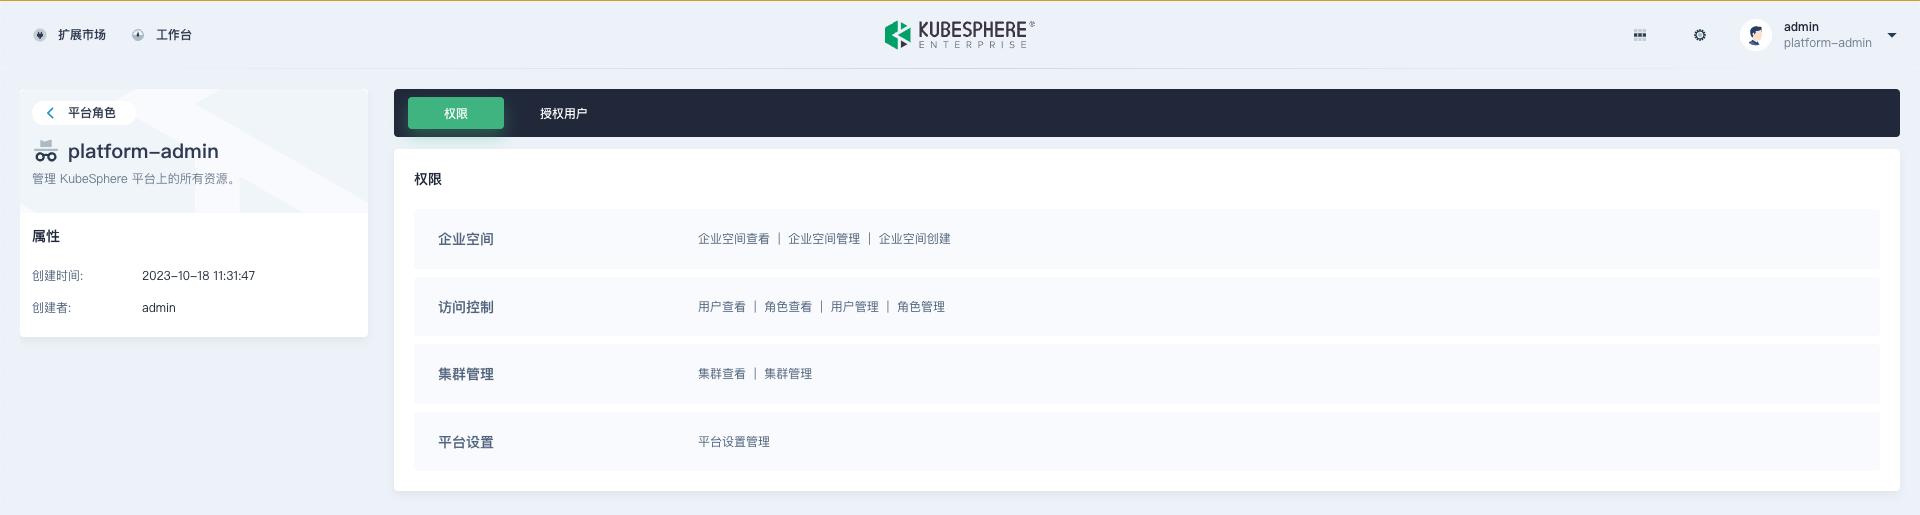 扩展市场 工作台
KUBESPHERE®
ENTERPRISE
admin
platform-admin
平台角色
platform-admin
管理 KubeSphere 平台上的所有资源。
属性
创建时间: 2023-10-18 11:31:47
创建者: admin
权限 授权用户
权限
企业空间 企业空间查看 | 企业空间管理 | 企业空间创建
访问控制 用户查看 | 角色查看 | 用户管理 | 角色管理
集群管理 集群查看 | 集群管理
平台设置 平台设置管理